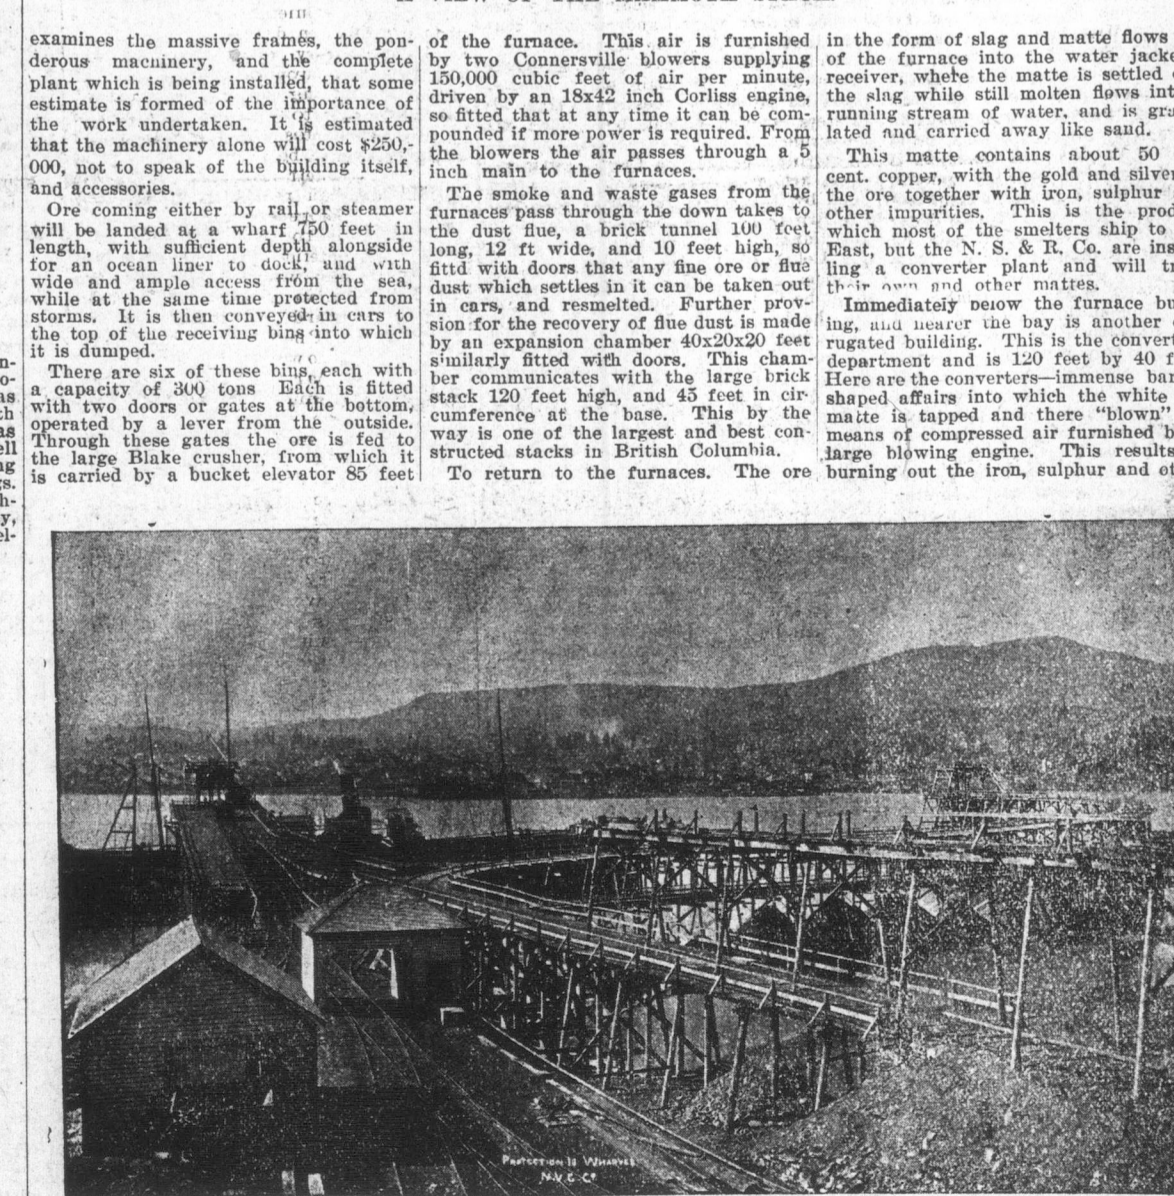 examines the massive frames, the pon-
derous machinery, and the complete
plant which is being installed, that some
estimate is formed of the importance of
the work undertaken. It is estimated
that the machinery alone will cost $250,-
000, not to speak of the building itself,
and accessories.
Ore coming either by rail or steamer
will be landed at a wharf 750 feet in
length, with sufficient depth alongside
for an ocean liner to dock, and with
wide and ample access from the sea,
while at the same time protected from
storms. It is then conveyed in cars to
the top of the receiving bins into which
it is dumped.
There are six of these bins, each with
a capacity of 300 tons Each is fitted
with two doors or gates at the bottom,
operated by a lever from the outside.
Through these gates the ore is fed to
the large Blake crusher, from which it
is carried by a bucket elevator 85 feet
of the furnace. This air is furnished
by two Connersville blowers supplying
150,000 cubic feet of air per minute,
driven by an 18x42 inch Corliss engine,
so fitted that at any time it can be com-
pounded if more power is required. From
the blowers the air passes through a 5
inch main to the furnaces.
The smoke and waste gases from the
furnaces pass through the down takes to
the dust flue, a brick tunnel 100 feet
long, 12 ft wide, and 10 feet high, so
fittd with doors that any fine ore or flue
dust which settles in it can be taken out
in cars, and resmelted. Further prov-
sion for the recovery of flue dust is made
by an expansion chamber 40x20x20 feet
similarly fitted with doors. This cham-
ber communicates with the large brick
stack 120 feet high, and 45 feet in cir-
cumference at the base. This by the
way is one of the largest and best con-
structed stacks in British Columbia.
To return to the furnaces. The ore
in the form of slag and matte flows
of the furnace into the water jacke
receiver, where the matte is settled
the slag while still molten flows int
running stream of water, and is gra
lated and carried away like sand.
This matte contains about 50
cent. copper, with the gold and silver
the ore together with iron, sulphur
other impurities. This is the prod
which most of the smelters ship to
East, but the N. S. & R. Co. are ins
ling a converter plant and will tr
their own and other mattes.
Immediately below the furnace bu
ing, and nearer the bay is another
rugated building. This is the convert
department and is 120 feet by 40 f
Here are the converters—immense bar
shaped affairs into which the white
matte is tapped and there "blown"
means of compressed air furnished b
large blowing engine. This results
burning out the iron, sulphur and ot
PROTECTION Id WHARVES
N.V.C. Co